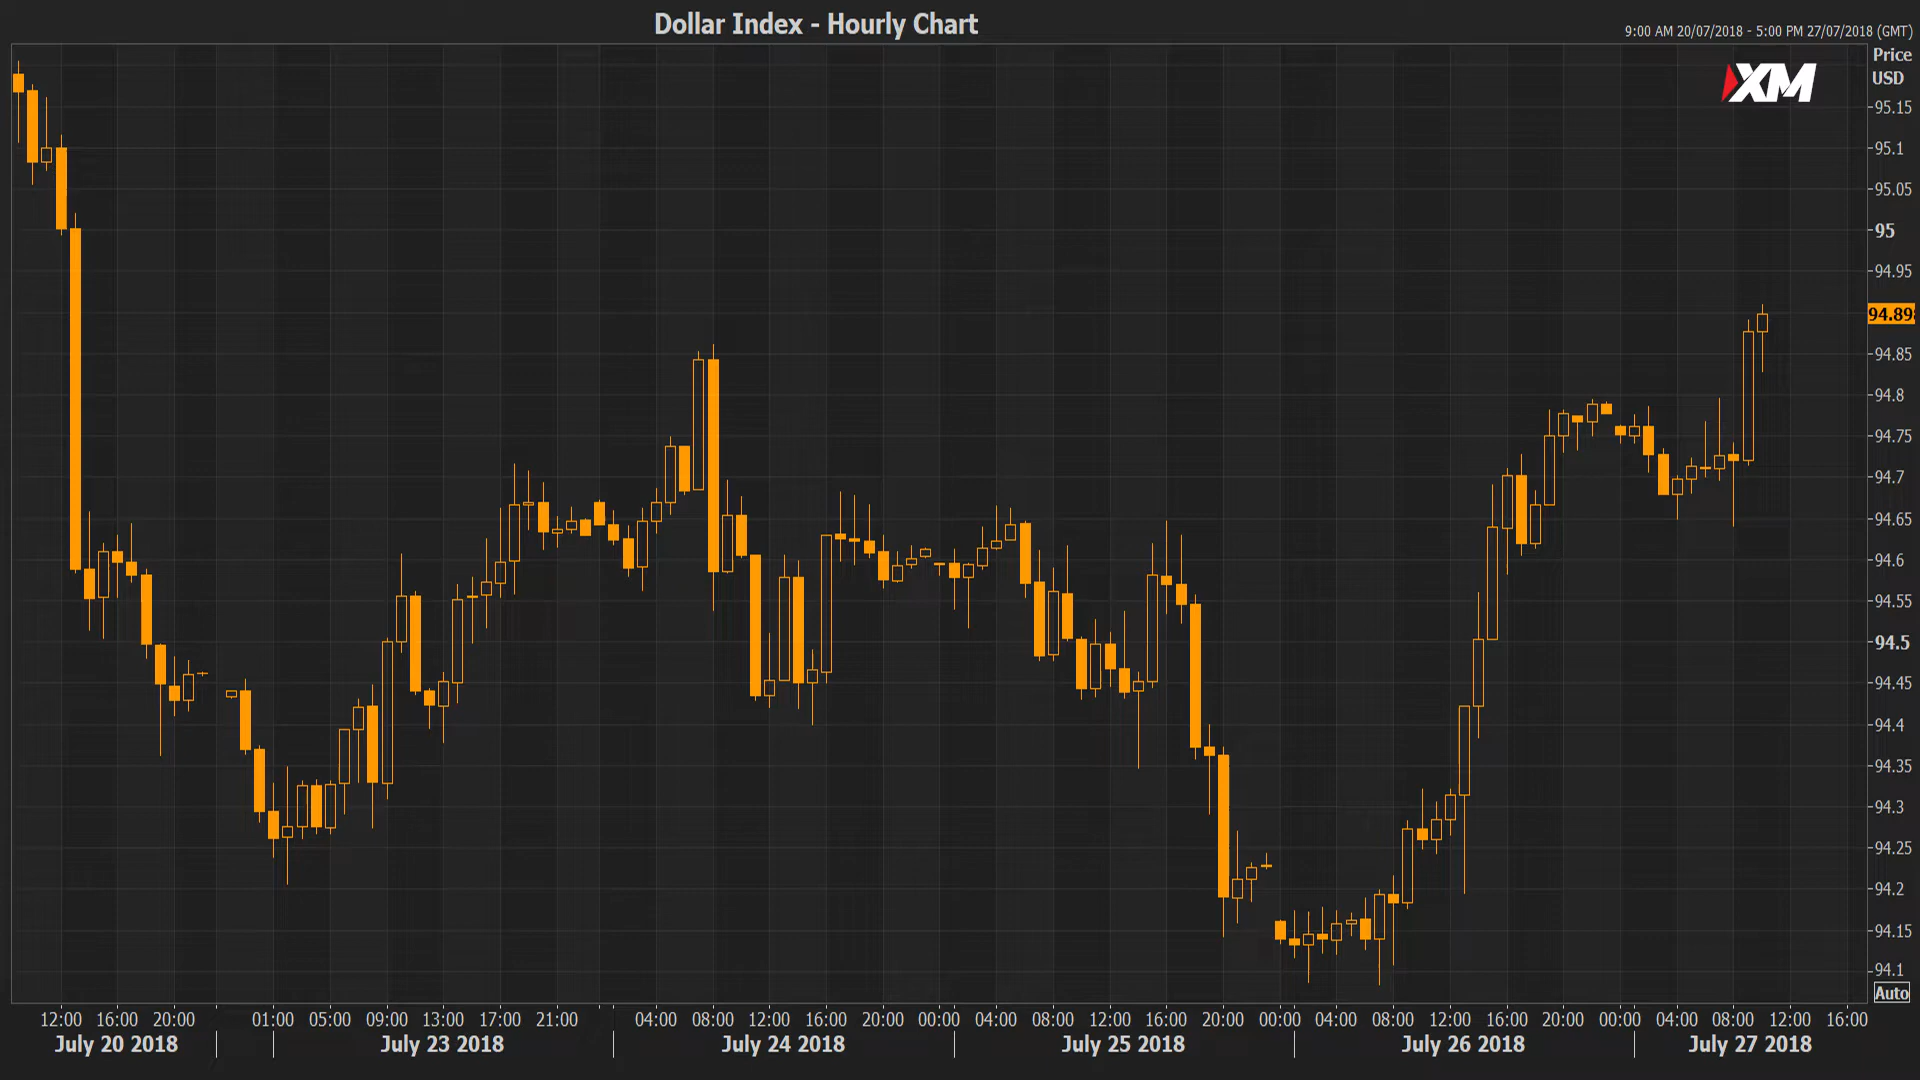 Dollar Index - Hourly Chart
9:00 AM 20/07/2018 - 5:00 PM 27/07/2018 (GMT)
Price
USD
XM
95.15
95.1
95.05
95
94.95
94.89
94.85
94.8
94.75
94.7
94.65
94.6
94.55
94.5
94.45
94.4
94.35
94.3
94.25
94.2
94.15
94.1
Auto
12:00 16:00 20:00 01:00 05:00 09:00 13:00 17:00 21:00 04:00 08:00 12:00 16:00 20:00 00:00 04:00 08:00 12:00 16:00 20:00 00:00 04:00 08:00 12:00 16:00 20:00 00:00 04:00 08:00 12:00 16:00
July 20 2018 July 23 2018 July 24 2018 July 25 2018 July 26 2018 July 27 2018